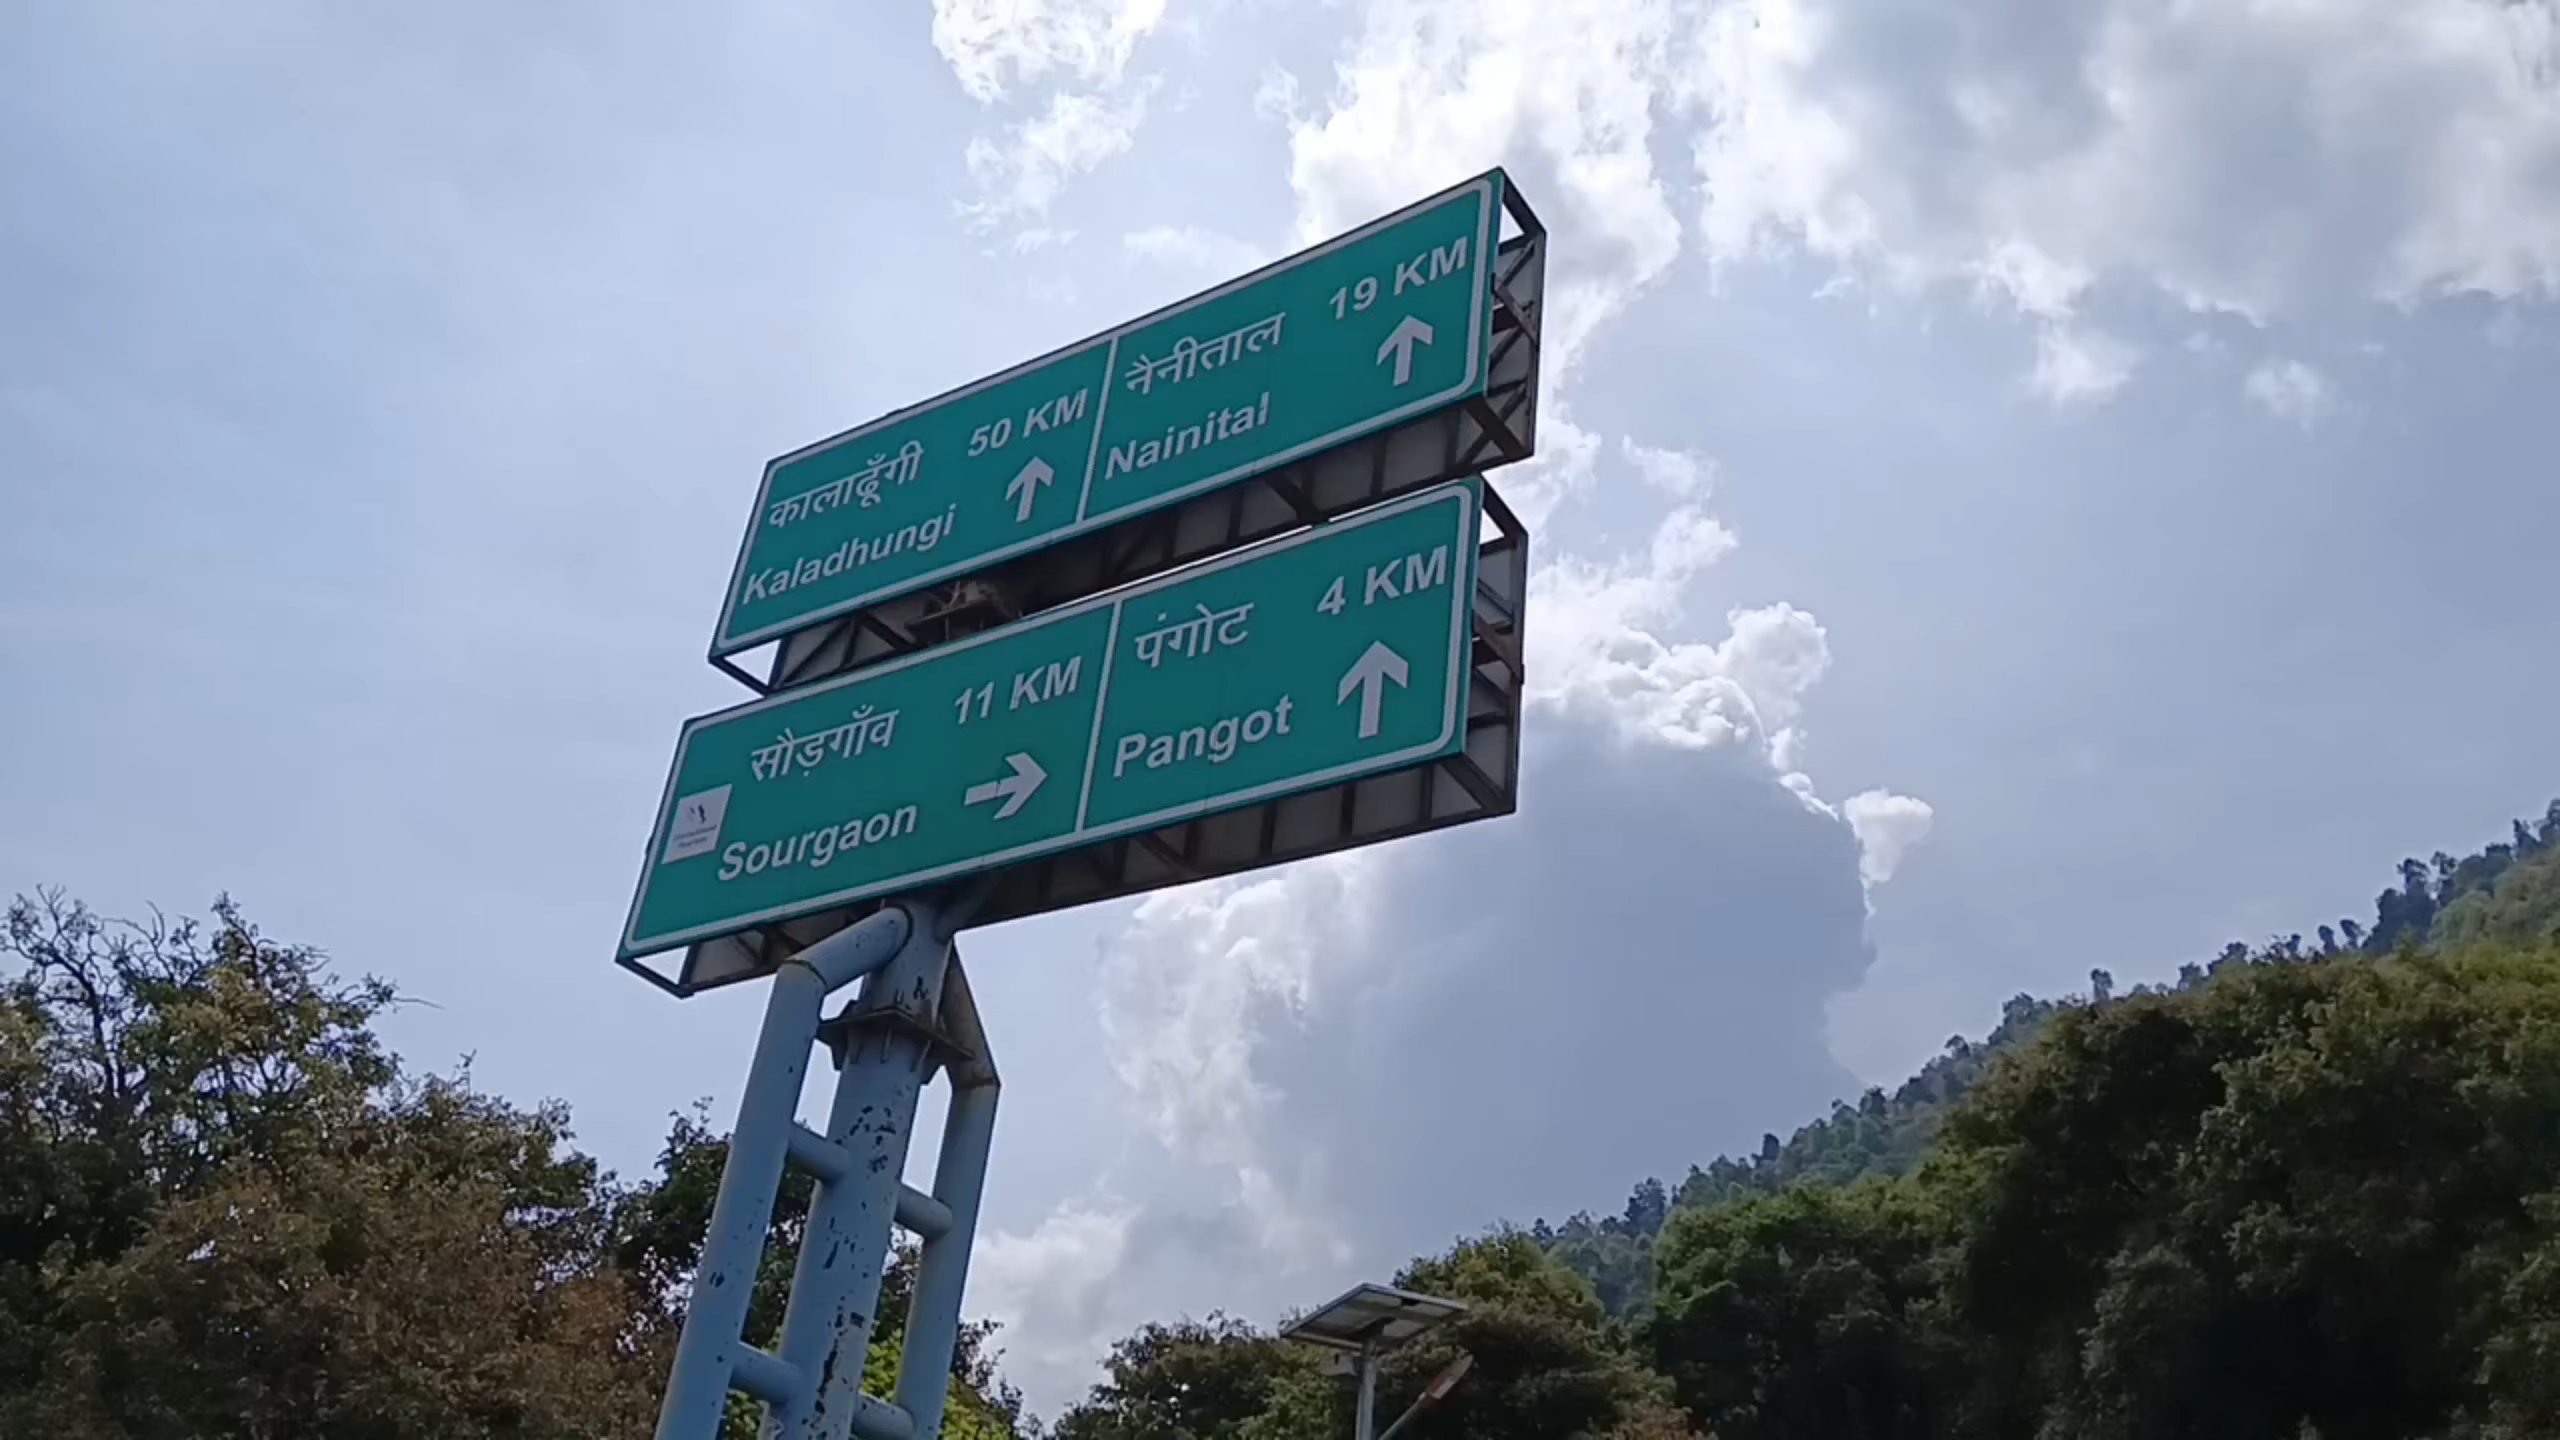 कालाढूँगी 50 KM
Kaladhungi
नैनीताल 19 KM
Nainital
सौड़गाँव 11 KM
Sourgaon
पंगोट 4 KM
Pangot